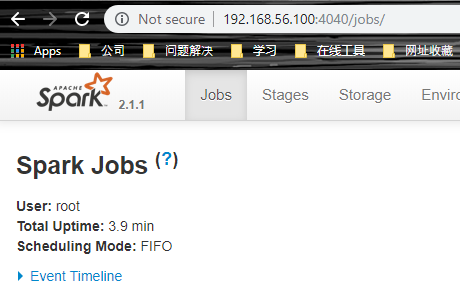 Not secure | 192.168.56.100:4040/jobs/
Apps 公司 问题解决 学习 在线工具 网址收藏
APACHE
Spark 2.1.1 Jobs Stages Storage Enviro
Spark Jobs (?)
User: root
Total Uptime: 3.9 min
Scheduling Mode: FIFO
Event Timeline